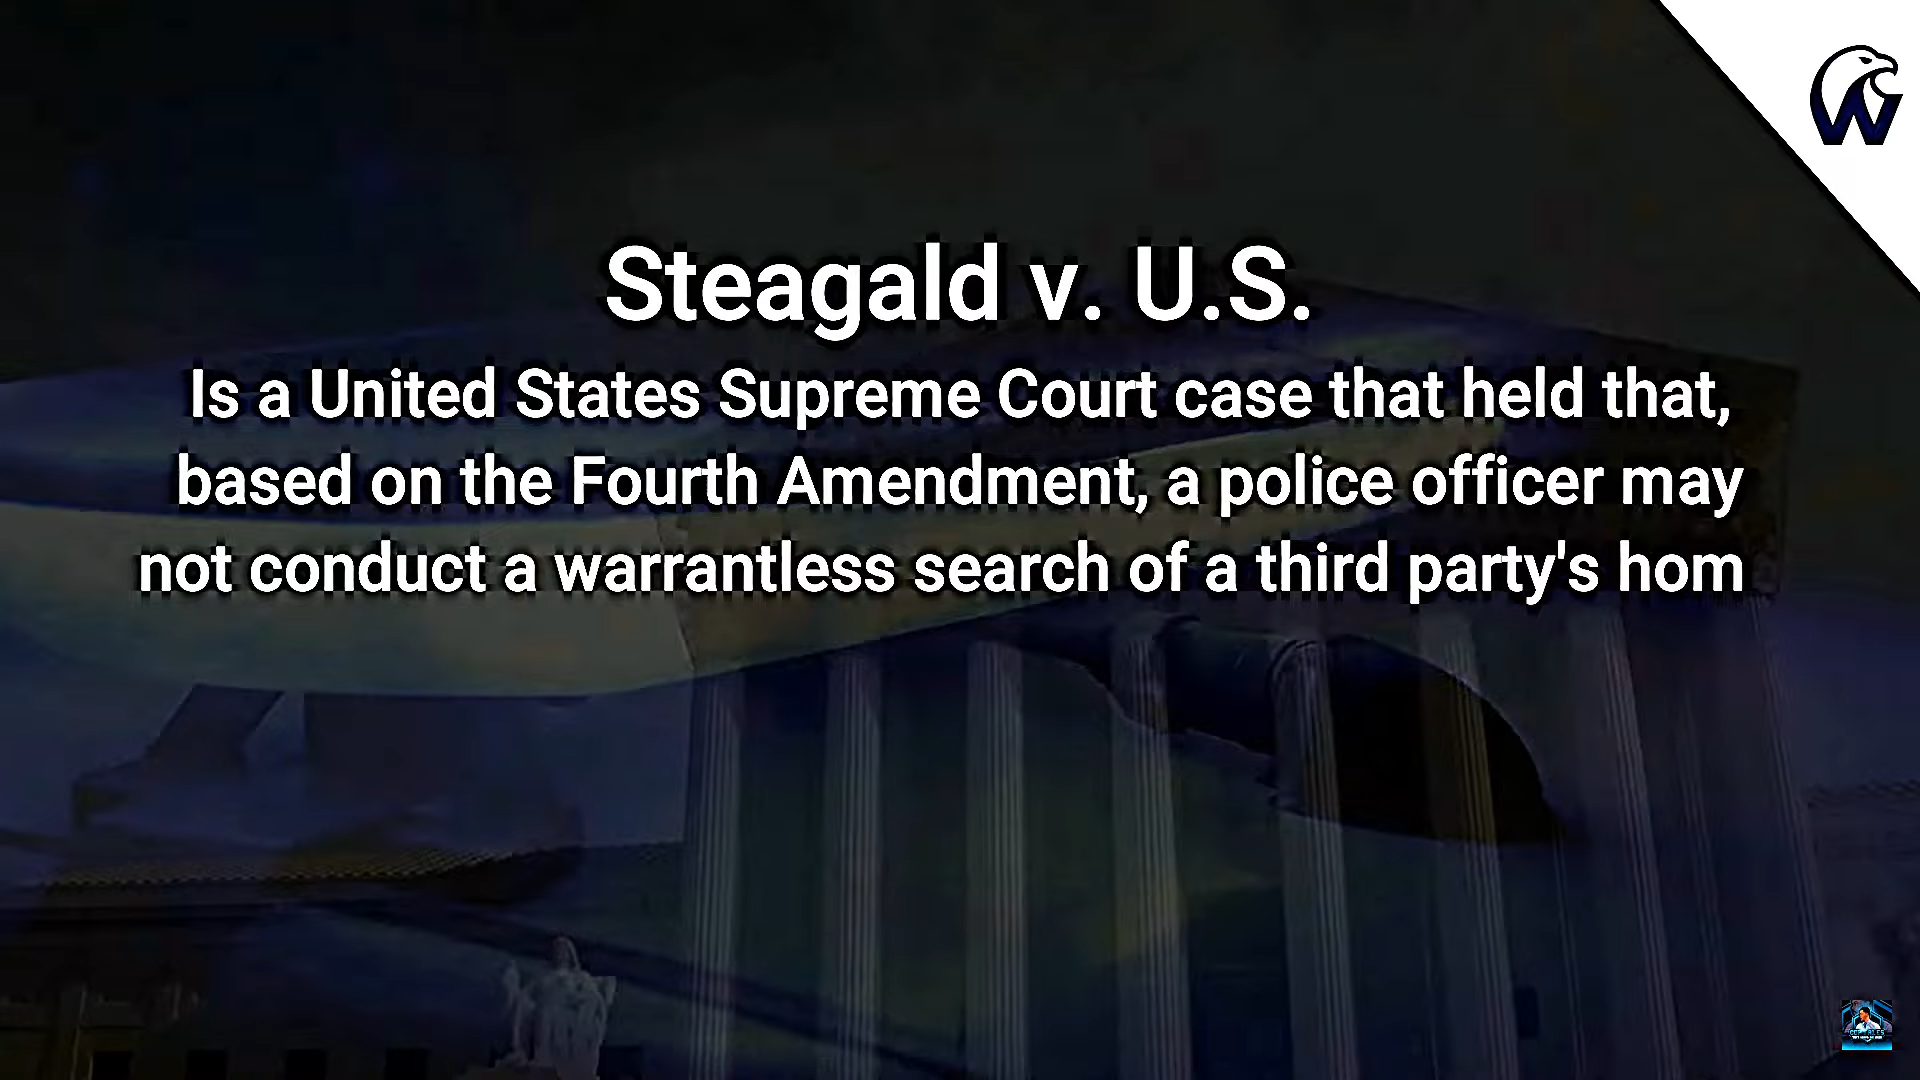 Steagald v. U.S.
Is a United States Supreme Court case that held that,
based on the Fourth Amendment, a police officer may
not conduct a warrantless search of a third party's hom